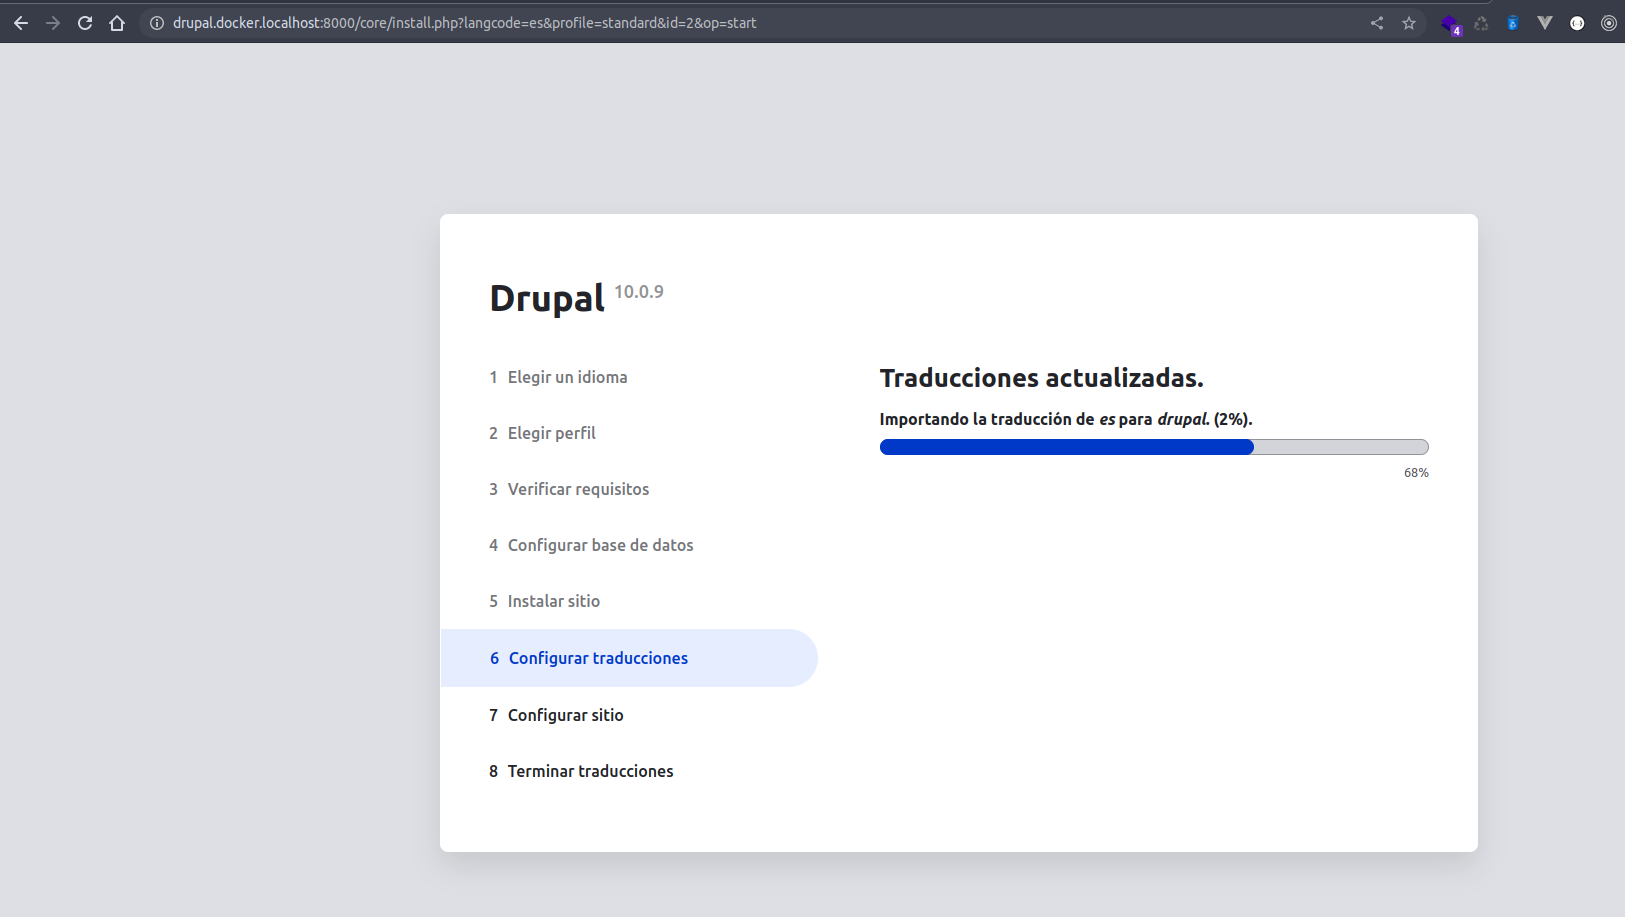 drupal.docker.localhost:8000/core/install.php?langcode=es&profile=standard&id=2&op=start
4
Drupal 10.0.9
1 Elegir un idioma
2 Elegir perfil
3 Verificar requisitos
4 Configurar base de datos
5 Instalar sitio
6 Configurar traducciones
7 Configurar sitio
8 Terminar traducciones
Traducciones actualizadas.
Importando la traducción de es para drupal. (2%).
68%